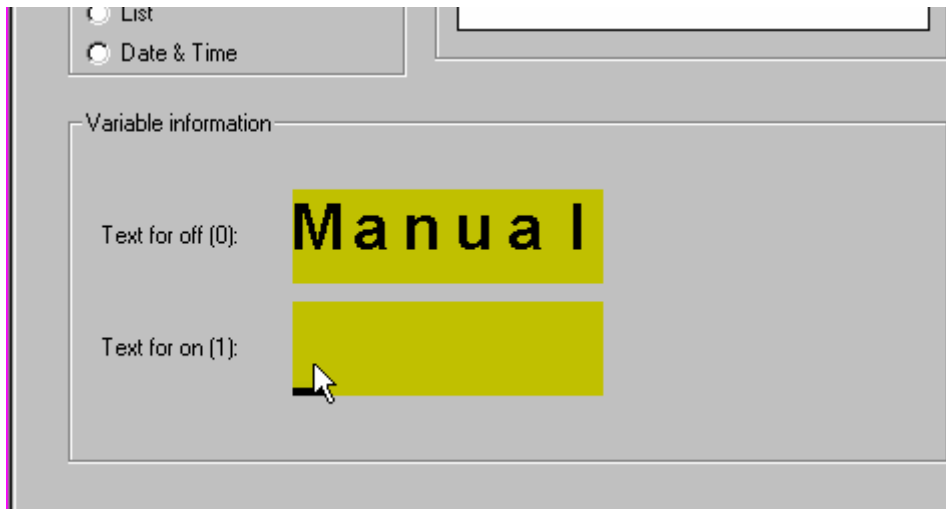 List
Date & Time
Variable information
Text for off (0):
Manual
Text for on (1):